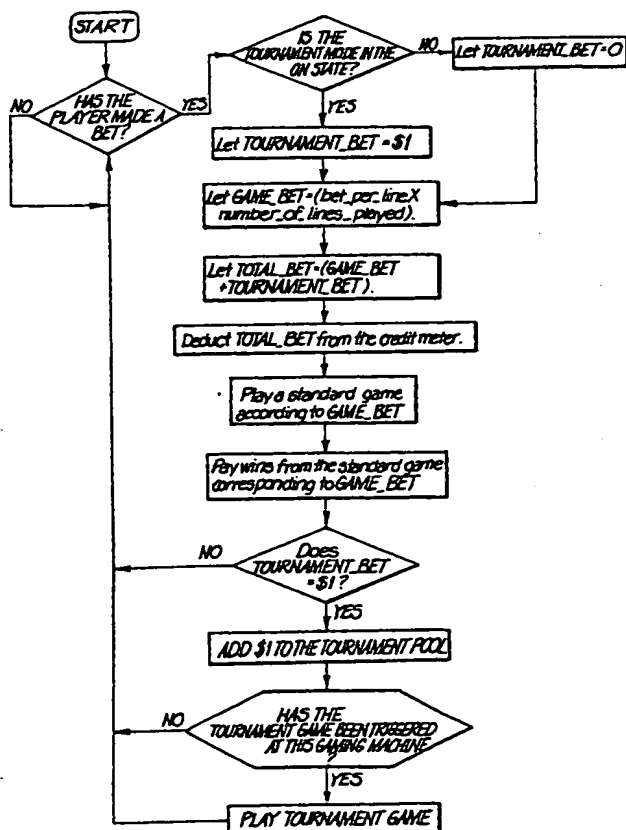 START
IS THE
TOURNAMENT MODE IN THE
ON STATE?
NO
Let TOURNAMENT_BET=0
NO
HAS THE
PLAYER MADE A
BET?
YES
YES
Let TOURNAMENT_BET = $1
Let GAME_BET=(bet_per_line X
number_of_lines_played).
Let TOTAL_BET=(GAME_BET
+TOURNAMENT_BET).
Deduct TOTAL_BET from the credit meter.
Play a standard game
according to GAME_BET
Pay wins from the standard game
corresponding to GAME_BET
NO
Does
TOURNAMENT_BET
= $1?
YES
ADD $1 TO THE TOURNAMENT POOL
NO
HAS THE
TOURNAMENT GAME BEEN TRIGGERED
AT THIS GAMING MACHINE
?
YES
PLAY TOURNAMENT GAME